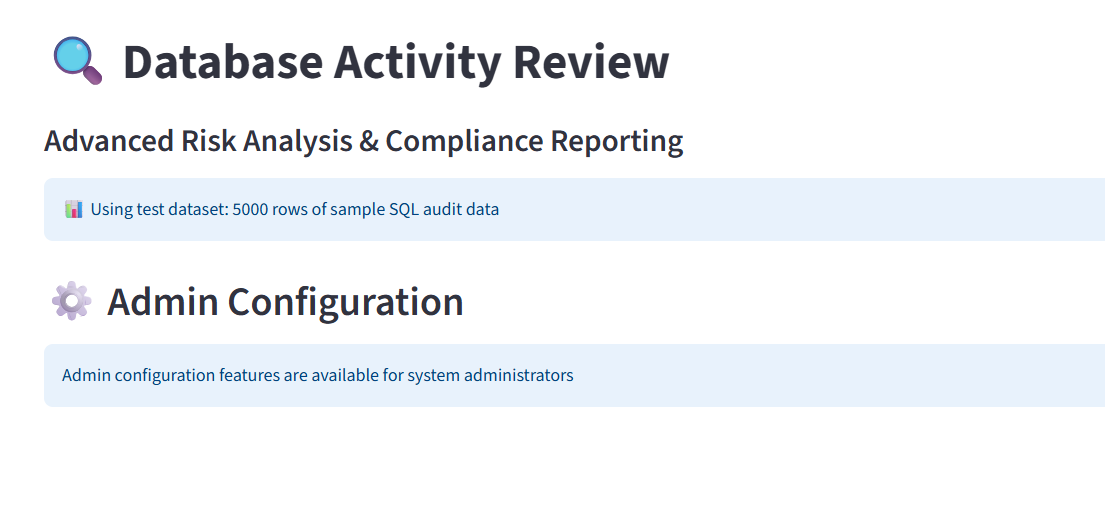 Database Activity Review
Advanced Risk Analysis & Compliance Reporting
Using test dataset: 5000 rows of sample SQL audit data
Admin Configuration
Admin configuration features are available for system administrators